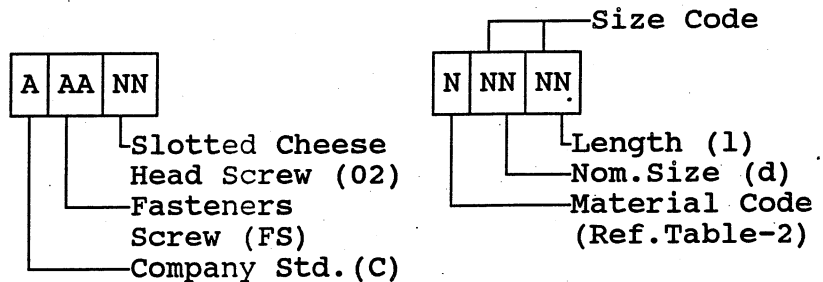 Size Code
A AA NN
N NN NN
Slotted Cheese
Head Screw (02)
Fasteners
Screw (FS)
Company Std.(C)
Length (l)
Nom.Size (d)
Material Code
(Ref.Table-2)